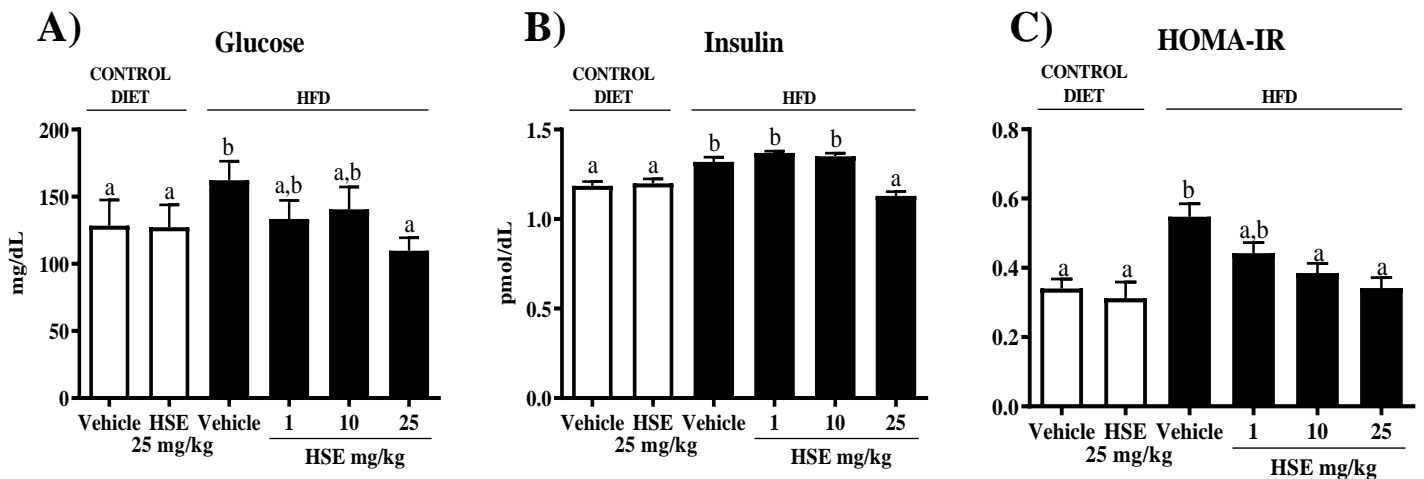 A)
Glucose
CONTROL
DIET
HFD
mg/dL
200
150
100
50
0
a
a
b
a,b
a,b
a
Vehicle HSE Vehicle 1 10 25
25 mg/kg
HSE mg/kg
B)
Insulin
CONTROL
DIET
HFD
pmol/dL
1.5
1.0
0.5
0.0
a
a
b
b
b
a
Vehicle HSE Vehicle 1 10 25
25 mg/kg
HSE mg/kg
C)
HOMA-IR
CONTROL
DIET
HFD
0.8
0.6
0.4
0.2
0.0
a
a
b
a,b
a
a
Vehicle HSE Vehicle 1 10 25
25 mg/kg
HSE mg/kg